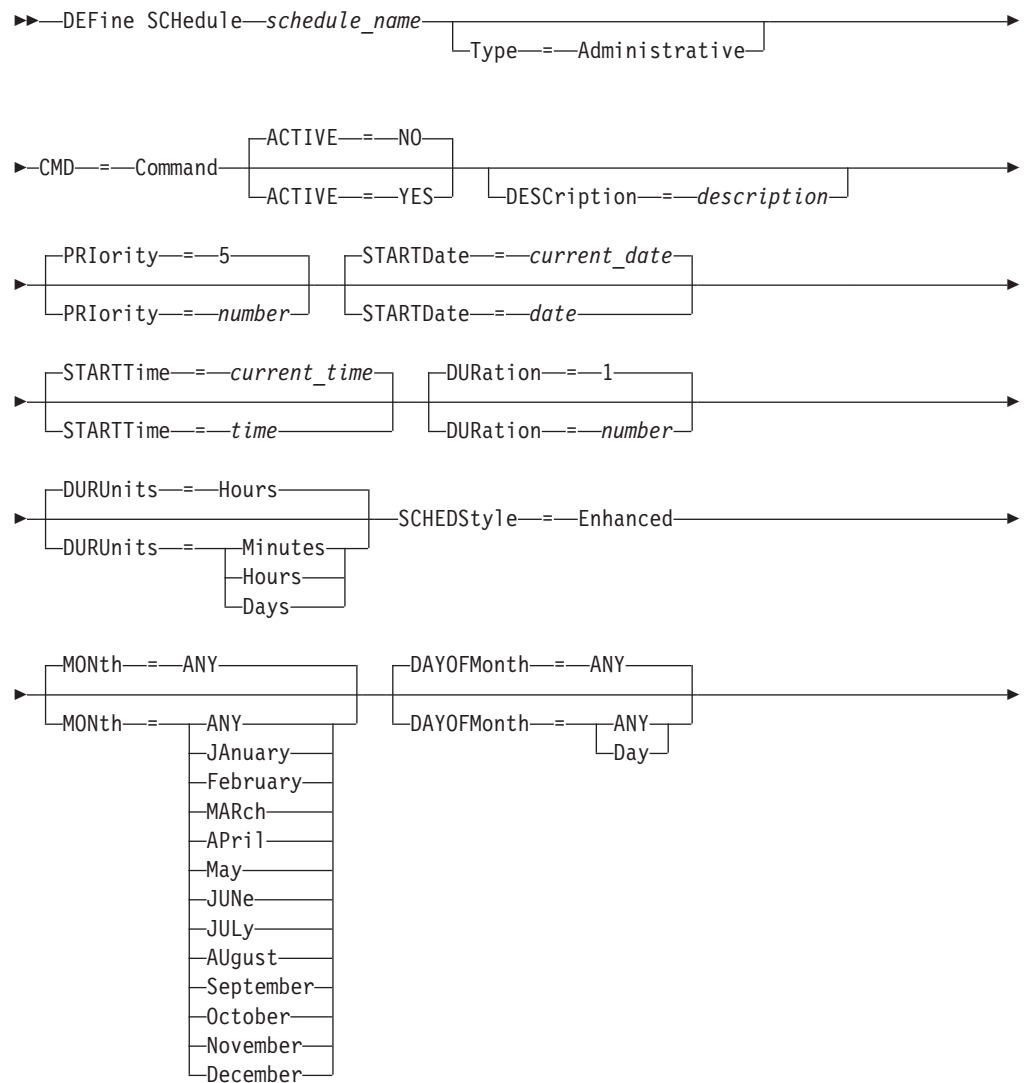 DEFine SCHedule schedule_name
Type = Administrative
CMD = Command
ACTIVE = NO
ACTIVE = YES
DESCription = description
PRIority = 5
PRIority = number
STARTDate = current_date
STARTDate = date
STARTTime = current_time
STARTTime = time
DURation = 1
DURation = number
DURUnits = Hours
DURUnits = Minutes
Hours
Days
SCHEDStyle = Enhanced
MONth = ANY
MONth = ANY
JAnuary
February
MARch
APril
May
JUNe
JULy
AUgust
September
October
November
December
DAYOFMonth = ANY
DAYOFMonth = ANY
Day